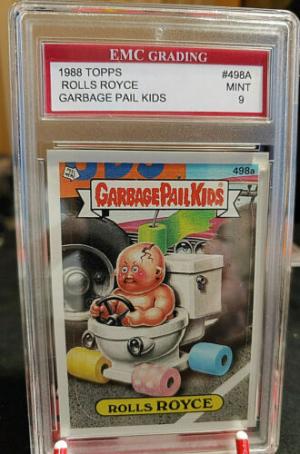 EMC GRADING
1988 TOPPS #498A
ROLLS ROYCE MINT
GARBAGE PAIL KIDS 9
498a
GARBAGE PAIL KIDS
ROLLS ROYCE